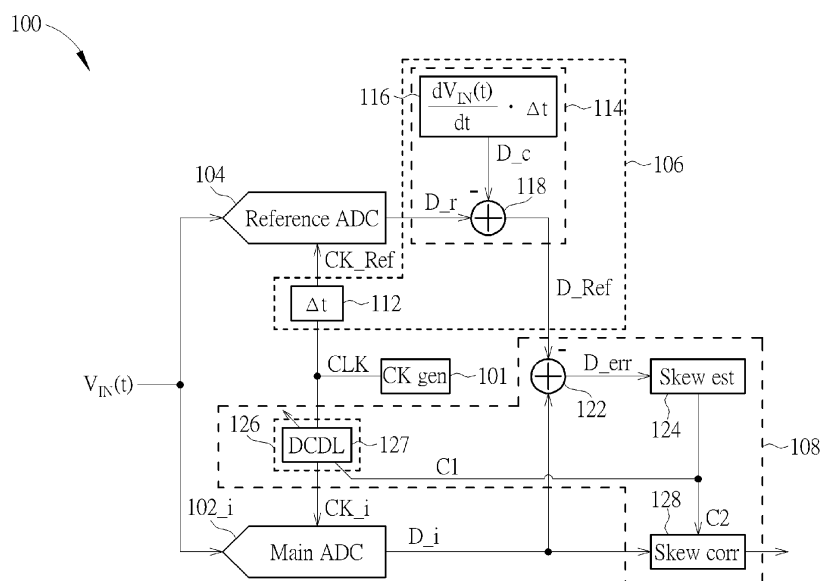 100
116
dV_IN(t)
dt
· Δt
114
D_c
106
104
118
Reference ADC
D_r
-
CK_Ref
Δt
112
D_Ref
-
CLK
CK gen
101
D_err
Skew est
V_IN(t)
122
124
126
DCDL
127
108
C1
CK_i
102_i
128
C2
Main ADC
D_i
Skew corr